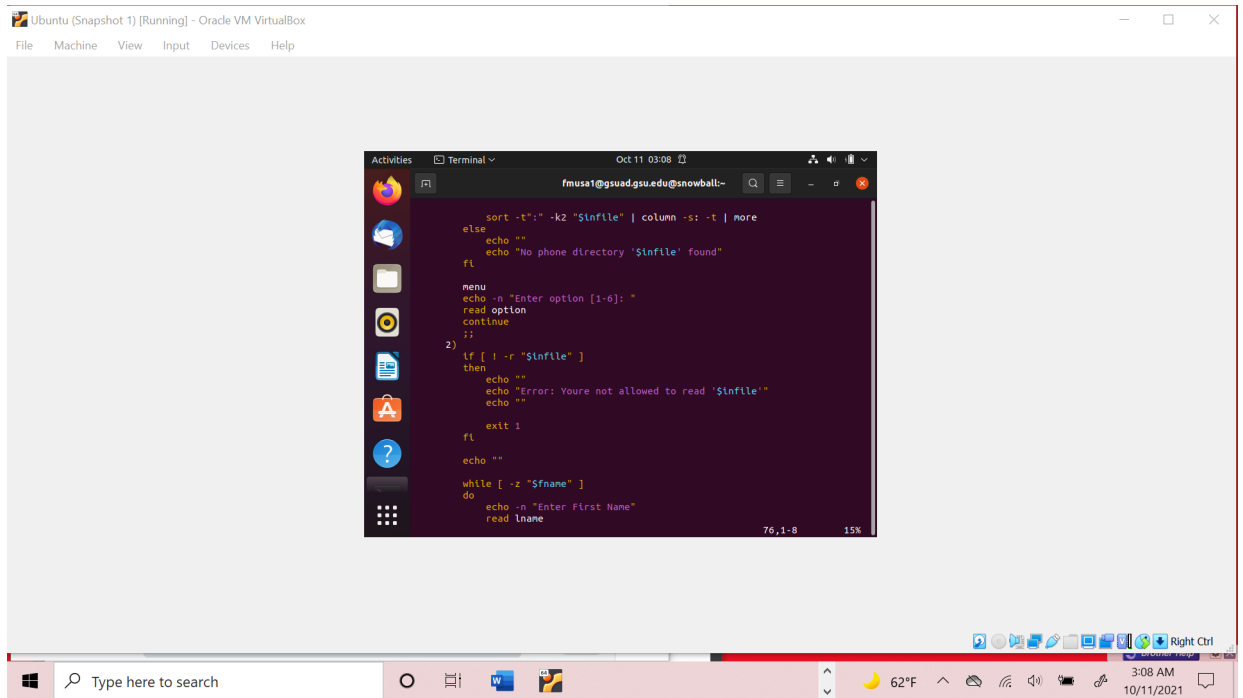 Ubuntu (Snapshot 1) [Running] - Oracle VM VirtualBox
File Machine View Input Devices Help
Activities Terminal Oct 11 03:08
fmusa1@gsuad.gsu.edu@snowball:~
sort -t":" -k2 "$infile" | column -s: -t | more
else
echo ""
echo "No phone directory '$infile' found"
fi
menu
echo -n "Enter option [1-6]: "
read option
continue
;;
2)
if [ ! -r "$infile" ]
then
echo ""
echo "Error: Youre not allowed to read '$infile'"
echo ""
exit 1
fi
echo ""
while [ -z "$fname" ]
do
echo -n "Enter First Name"
read lname
76,1-8 15%
Right Ctrl
Brother Help
Type here to search
62°F
3:08 AM
10/11/2021